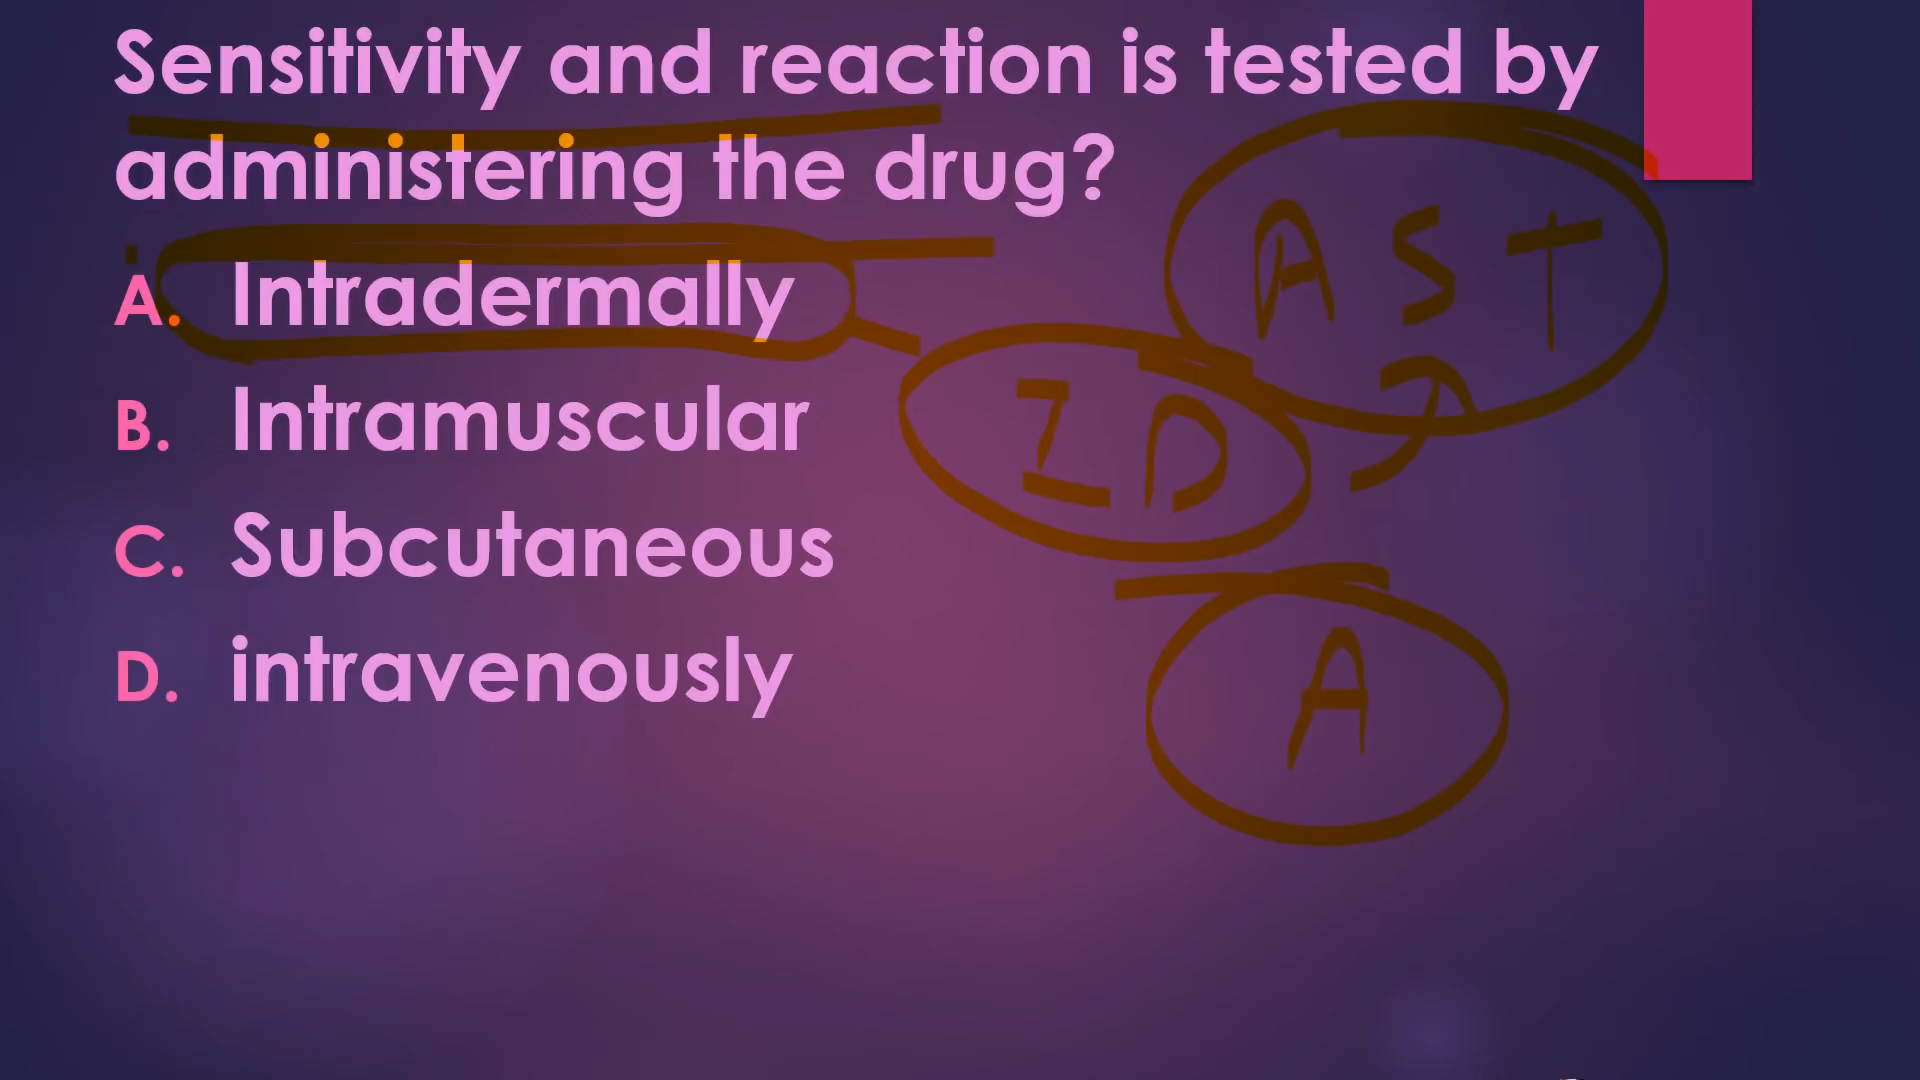 Sensitivity and reaction is tested by
administering the drug?
A. Intradermally
B. Intramuscular
C. Subcutaneous
D. intravenously
AST
ID
A